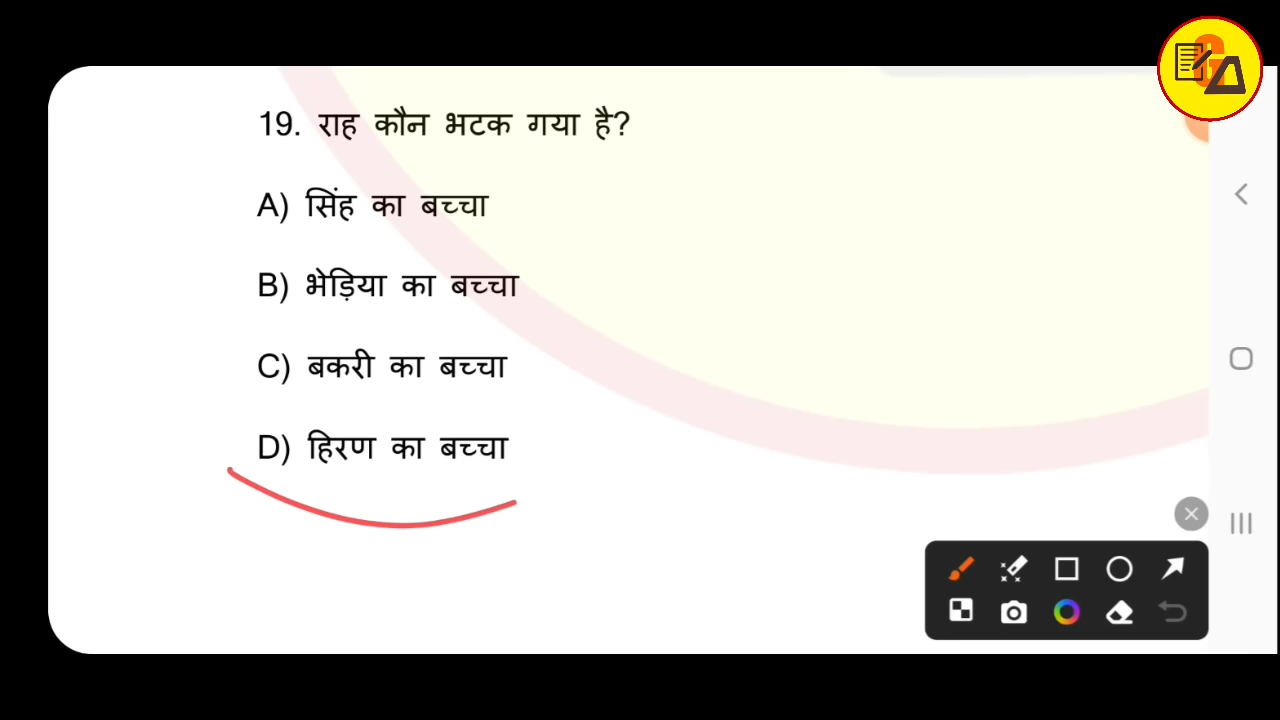 19. राह कौन भटक गया है?
A) सिंह का बच्चा
B) भेड़िया का बच्चा
C) बकरी का बच्चा
D) हिरण का बच्चा